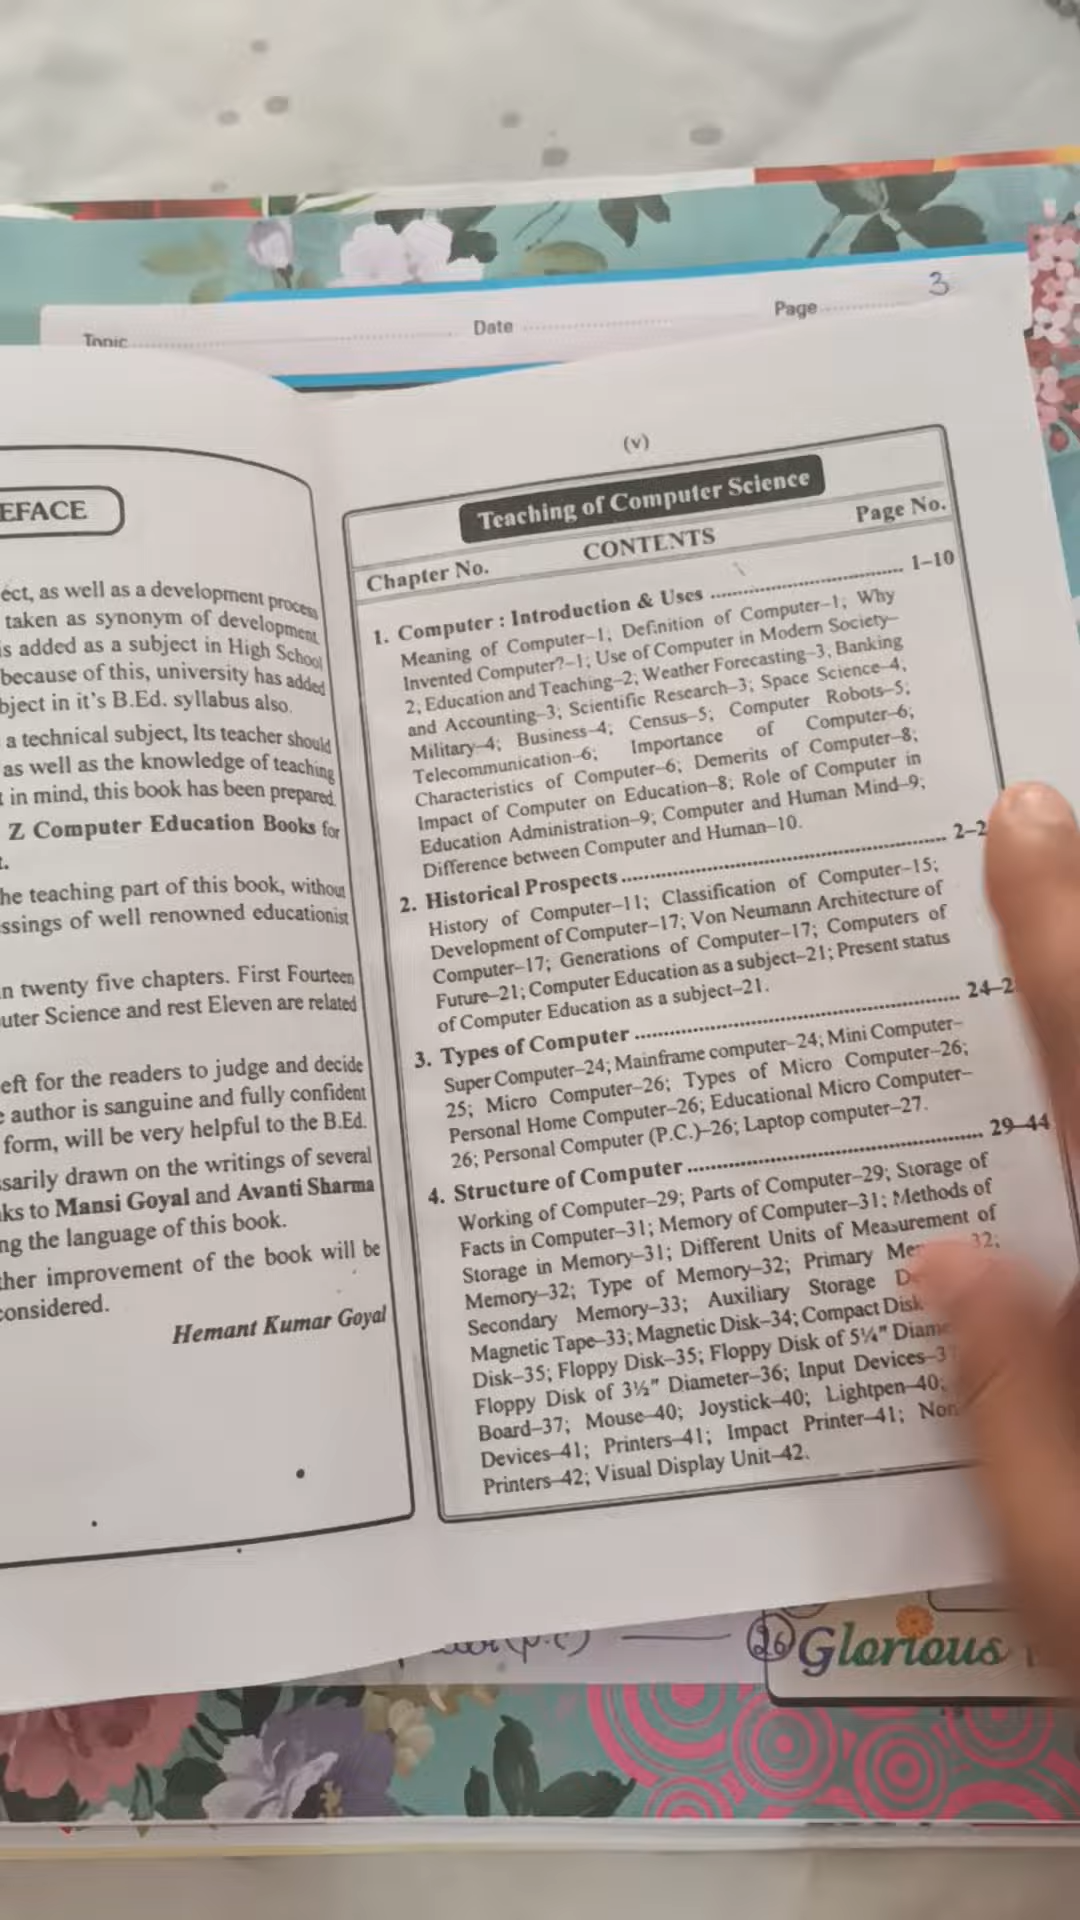 Topic
Date
Page
3
EFACE
ect, as well as a development process
taken as synonym of development.
is added as a subject in High School
because of this, university has added
bject in it's B.Ed. syllabus also.
a technical subject, Its teacher should
as well as the knowledge of teaching
t in mind, this book has been prepared.
Z Computer Education Books for
he teaching part of this book, without
ssings of well renowned educationist
n twenty five chapters. First Fourteen
uter Science and rest Eleven are related
eft for the readers to judge and decide
e author is sanguine and fully confident
form, will be very helpful to the B.Ed.
ssarily drawn on the writings of several
ks to Mansi Goyal and Avanti Sharma
ng the language of this book.
ther improvement of the book will be
considered.
Hemant Kumar Goyal
(v)
Teaching of Computer Science
Chapter No. CONTENTS Page No.
1. Computer : Introduction & Uses .......................... 1–10
Meaning of Computer–1; Definition of Computer–1; Why
Invented Computer?–1; Use of Computer in Modern Society–
2; Education and Teaching–2; Weather Forecasting–3; Banking
and Accounting–3; Scientific Research–3; Space Science–4;
Military–4; Business–4; Census–5; Computer Robots–5;
Telecommunication–6; Importance of Computer–6;
Characteristics of Computer–6; Demerits of Computer–8;
Impact of Computer on Education–8; Role of Computer in
Education Administration–9; Computer and Human Mind–9;
Difference between Computer and Human–10.
2. Historical Prospects .......................... 2–2
History of Computer–11; Classification of Computer–15;
Development of Computer–17; Von Neumann Architecture of
Computer–17; Generations of Computer–17; Computers of
Future–21; Computer Education as a subject–21; Present status
of Computer Education as a subject–21.
3. Types of Computer .......................... 24–2
Super Computer–24; Mainframe computer–24; Mini Computer–
25; Micro Computer–26; Types of Micro Computer–26;
Personal Home Computer–26; Educational Micro Computer–
26; Personal Computer (P.C.)–26; Laptop computer–27.
4. Structure of Computer .......................... 29–44
Working of Computer–29; Parts of Computer–29; Storage of
Facts in Computer–31; Memory of Computer–31; Methods of
Storage in Memory–31; Different Units of Measurement of
Memory–32; Type of Memory–32; Primary Me 32;
Secondary Memory–33; Auxiliary Storage D
Magnetic Tape–33; Magnetic Disk–34; Compact Disk
Disk–35; Floppy Disk–35; Floppy Disk of 5¼" Diame
Floppy Disk of 3½" Diameter–36; Input Devices–3
Board–37; Mouse–40; Joystick–40; Lightpen–40;
Devices–41; Printers–41; Impact Printer–41; Non
Printers–42; Visual Display Unit–42.
(P.C) — 26
Glorious